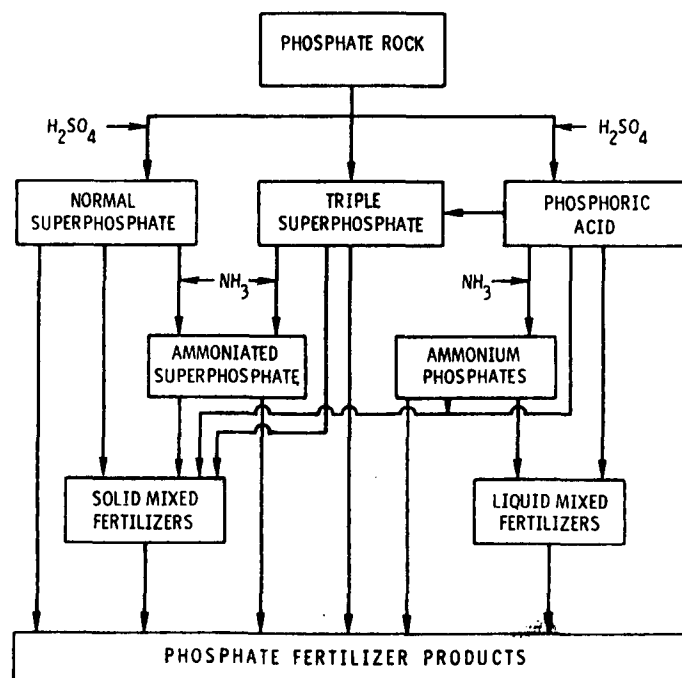 PHOSPHATE ROCK
H₂SO₄
H₂SO₄
NORMAL
SUPERPHOSPHATE
TRIPLE
SUPERPHOSPHATE
PHOSPHORIC
ACID
NH₃
NH₃
AMMONIATED
SUPERPHOSPHATE
AMMONIUM
PHOSPHATES
SOLID MIXED
FERTILIZERS
LIQUID MIXED
FERTILIZERS
PHOSPHATE FERTILIZER PRODUCTS